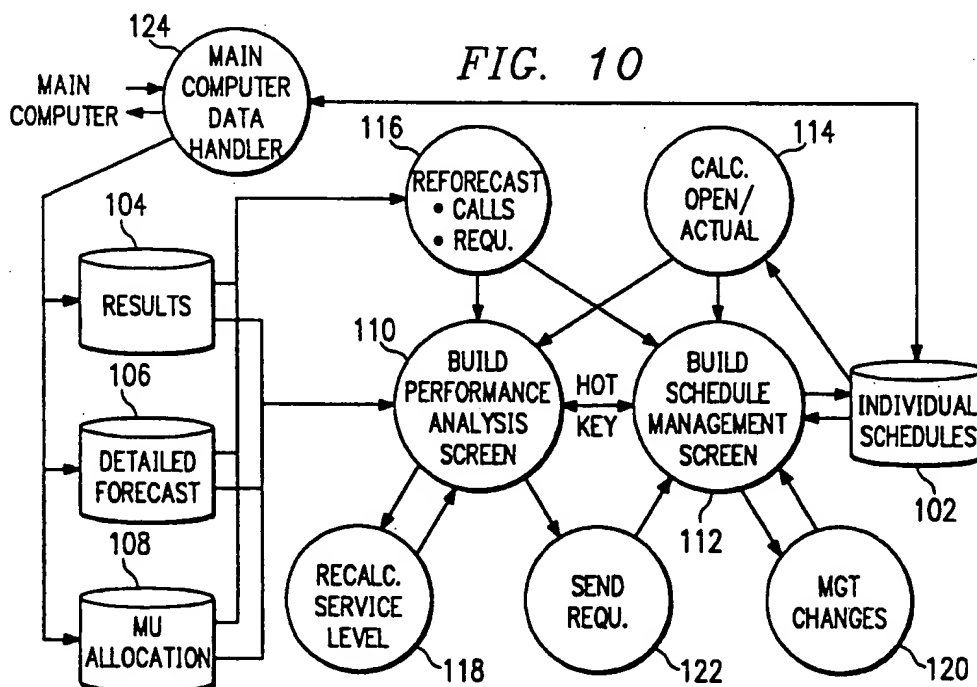 FIG. 10
124
MAIN
COMPUTER
MAIN
COMPUTER
DATA
HANDLER
116
REFORECAST
• CALLS
• REQU.
114
CALC.
OPEN/
ACTUAL
104
RESULTS
106
DETAILED
FORECAST
108
MU
ALLOCATION
110
BUILD
PERFORMANCE
ANALYSIS
SCREEN
HOT
KEY
BUILD
SCHEDULE
MANAGEMENT
SCREEN
112
INDIVIDUAL
SCHEDULES
102
RECALC.
SERVICE
LEVEL
118
SEND
REQU.
122
MGT
CHANGES
120